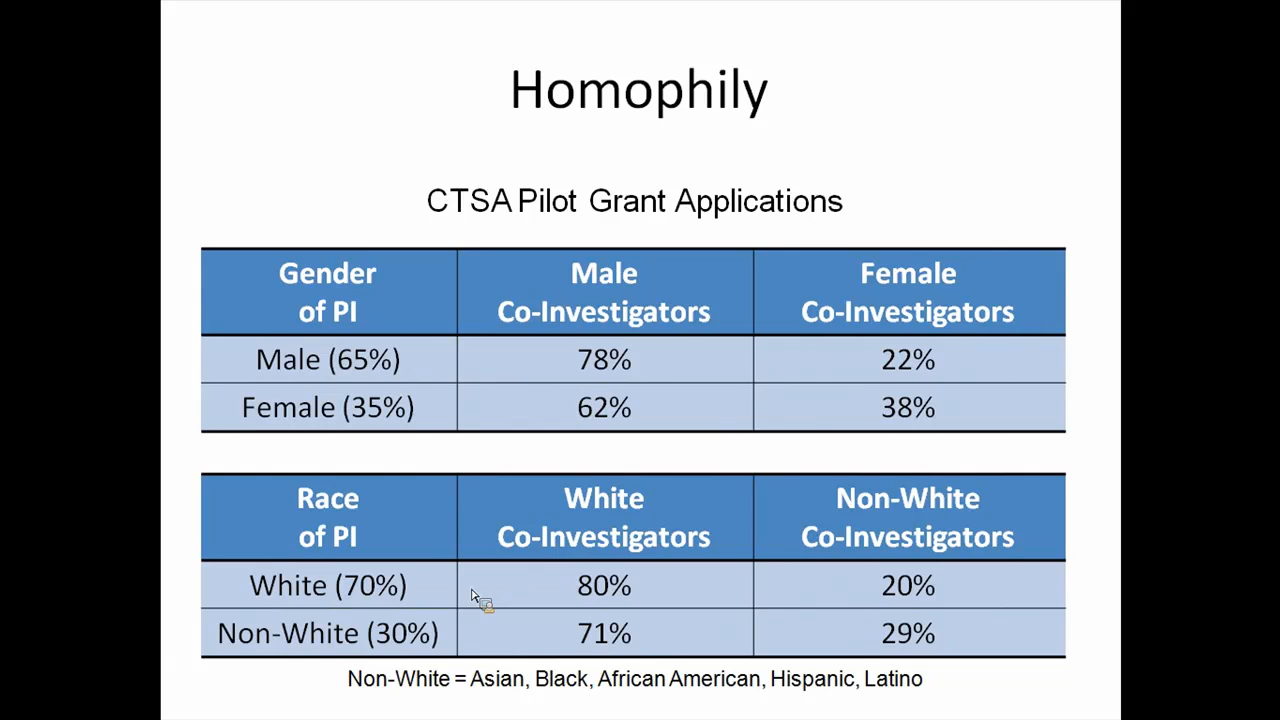 Homophily
CTSA Pilot Grant Applications
Gender of PI Male Co-Investigators Female Co-Investigators
Male (65%) 78% 22%
Female (35%) 62% 38%
Race of PI White Co-Investigators Non-White Co-Investigators
White (70%) 80% 20%
Non-White (30%) 71% 29%
Non-White = Asian, Black, African American, Hispanic, Latino